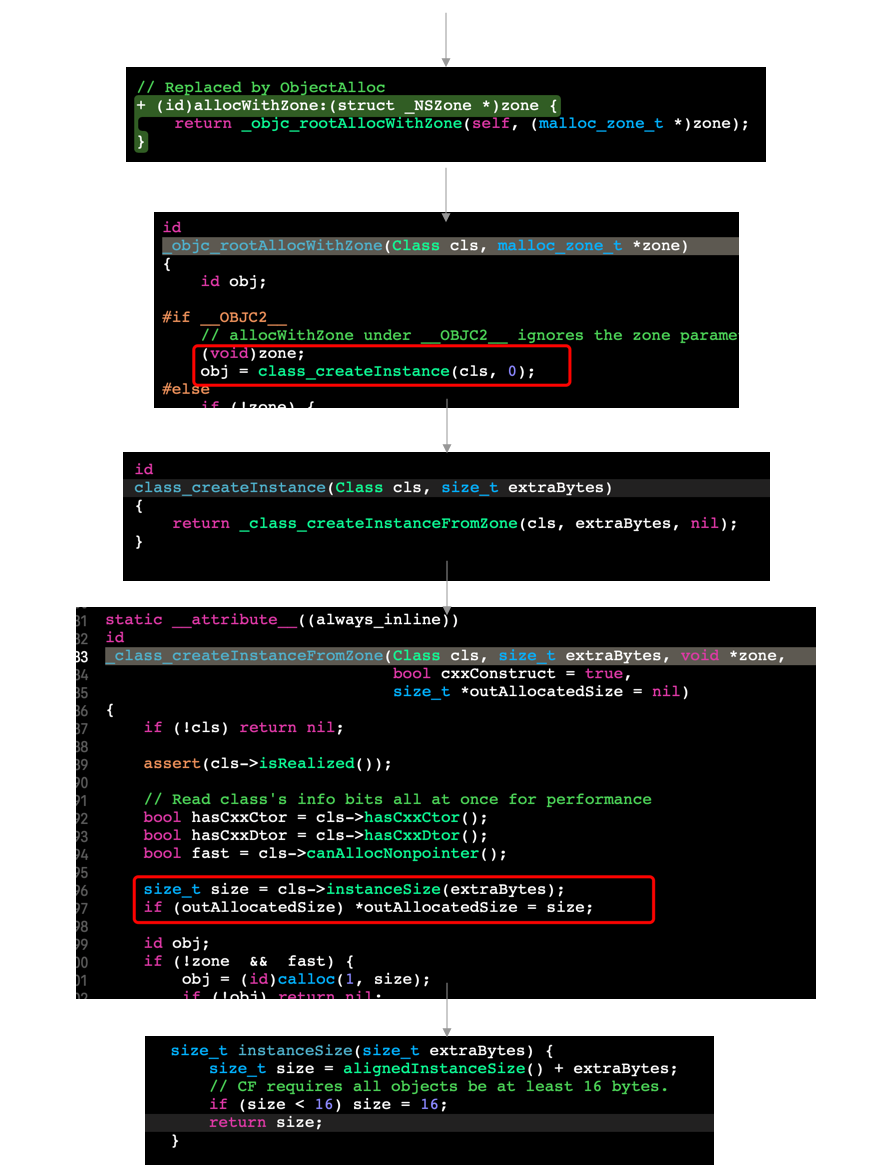 // Replaced by ObjectAlloc
+ (id)allocWithZone:(struct _NSZone *)zone {
    return _objc_rootAllocWithZone(self, (malloc_zone_t *)zone);
}
id
_objc_rootAllocWithZone(Class cls, malloc_zone_t *zone)
{
    id obj;
#if __OBJC2__
    // allocWithZone under __OBJC2__ ignores the zone parame
    (void)zone;
    obj = class_createInstance(cls, 0);
#else
    if (!zone) {
id
class_createInstance(Class cls, size_t extraBytes)
{
    return _class_createInstanceFromZone(cls, extraBytes, nil);
}
31 static __attribute__((always_inline))
32 id
33 _class_createInstanceFromZone(Class cls, size_t extraBytes, void *zone,
34                               bool cxxConstruct = true,
35                               size_t *outAllocatedSize = nil)
36 {
37     if (!cls) return nil;
38
39     assert(cls->isRealized());
90
91     // Read class's info bits all at once for performance
92     bool hasCxxCtor = cls->hasCxxCtor();
93     bool hasCxxDtor = cls->hasCxxDtor();
94     bool fast = cls->canAllocNonpointer();
95
96     size_t size = cls->instanceSize(extraBytes);
97     if (outAllocatedSize) *outAllocatedSize = size;
98
99     id obj;
00     if (!zone  &&  fast) {
01         obj = (id)calloc(1, size);
02         if (!obj) return nil;
size_t instanceSize(size_t extraBytes) {
    size_t size = alignedInstanceSize() + extraBytes;
    // CF requires all objects be at least 16 bytes.
    if (size < 16) size = 16;
    return size;
}